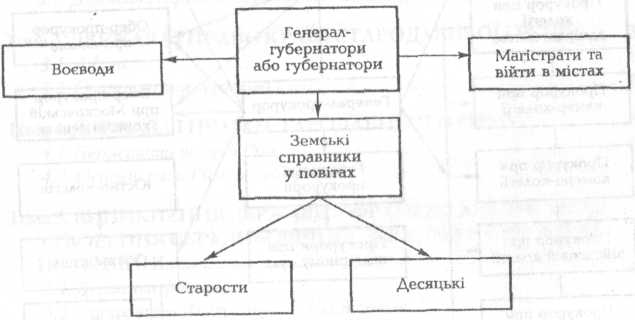 Генерал-
губернатори
або губернатори
Воєводи
Магістрати та
війти в містах
Земські
справники
у повітах
Старости
Десяцькі